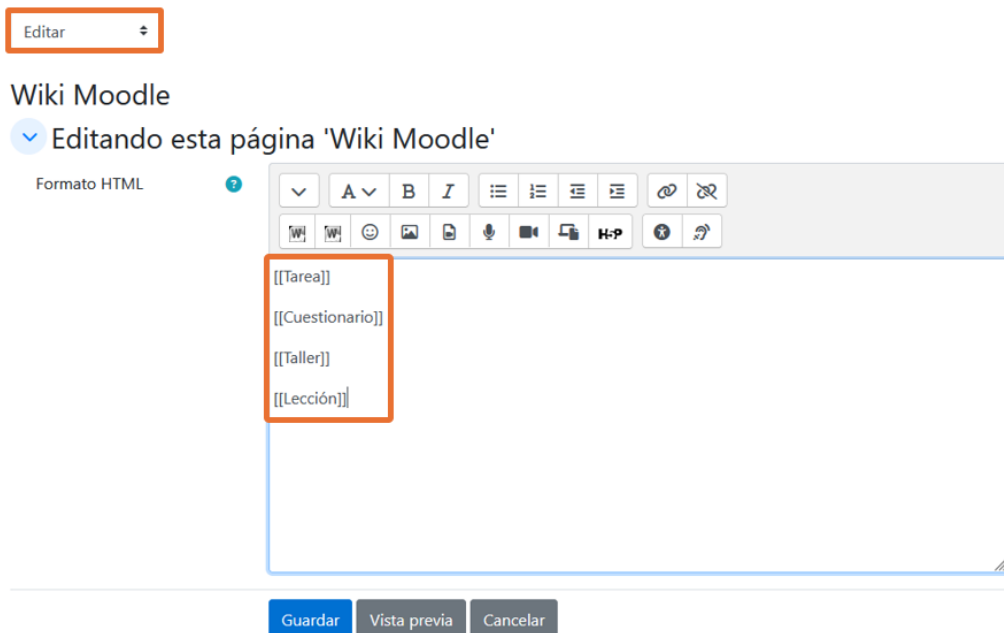 Editar
Wiki Moodle
Editando esta página 'Wiki Moodle'
Formato HTML
?
A B I
W W H-P
[[Tarea]]
[[Cuestionario]]
[[Taller]]
[[Lección]]
Guardar Vista previa Cancelar